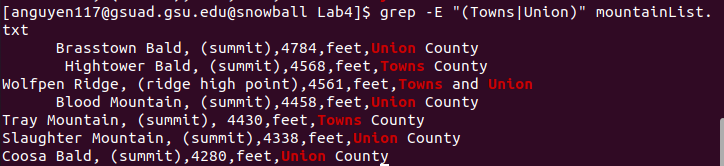 [anguyen117@gsuad.gsu.edu@snowball Lab4]$ grep -E "(Towns|Union)" mountainList.
txt
Brasstown Bald, (summit),4784,feet,Union County
Hightower Bald, (summit),4568,feet,Towns County
Wolfpen Ridge, (ridge high point),4561,feet,Towns and Union
Blood Mountain, (summit),4458,feet,Union County
Tray Mountain, (summit), 4430,feet,Towns County
Slaughter Mountain, (summit),4338,feet,Union County
Coosa Bald, (summit),4280,feet,Union County